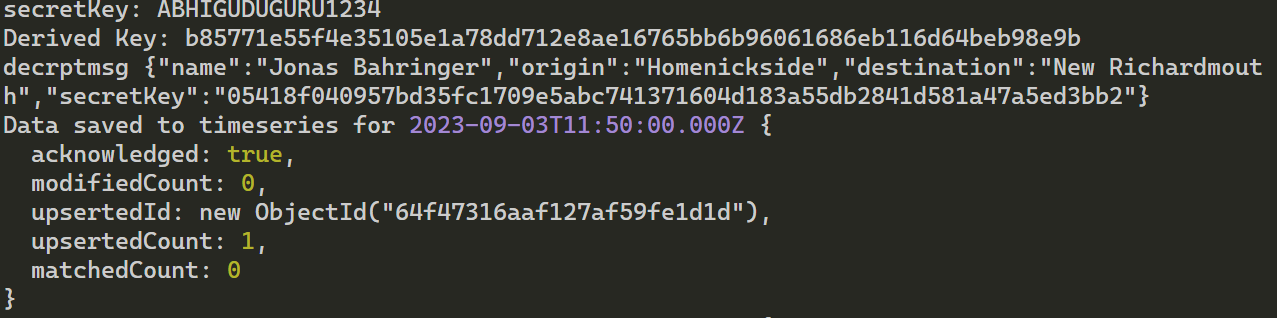 secretKey: ABHIGUDUGURU1234
Derived Key: b85771e55f4e35105e1a78dd712e8ae16765bb6b96061686eb116d64beb98e9b
decrptmsg {"name":"Jonas Bahringer","origin":"Homenickside","destination":"New Richardmout
h","secretKey":"05418f040957bd35fc1709e5abc741371604d183a55db2841d581a47a5ed3bb2"}
Data saved to timeseries for 2023-09-03T11:50:00.000Z {
  acknowledged: true,
  modifiedCount: 0,
  upsertedId: new ObjectId("64f47316aaf127af59fe1d1d"),
  upsertedCount: 1,
  matchedCount: 0
}